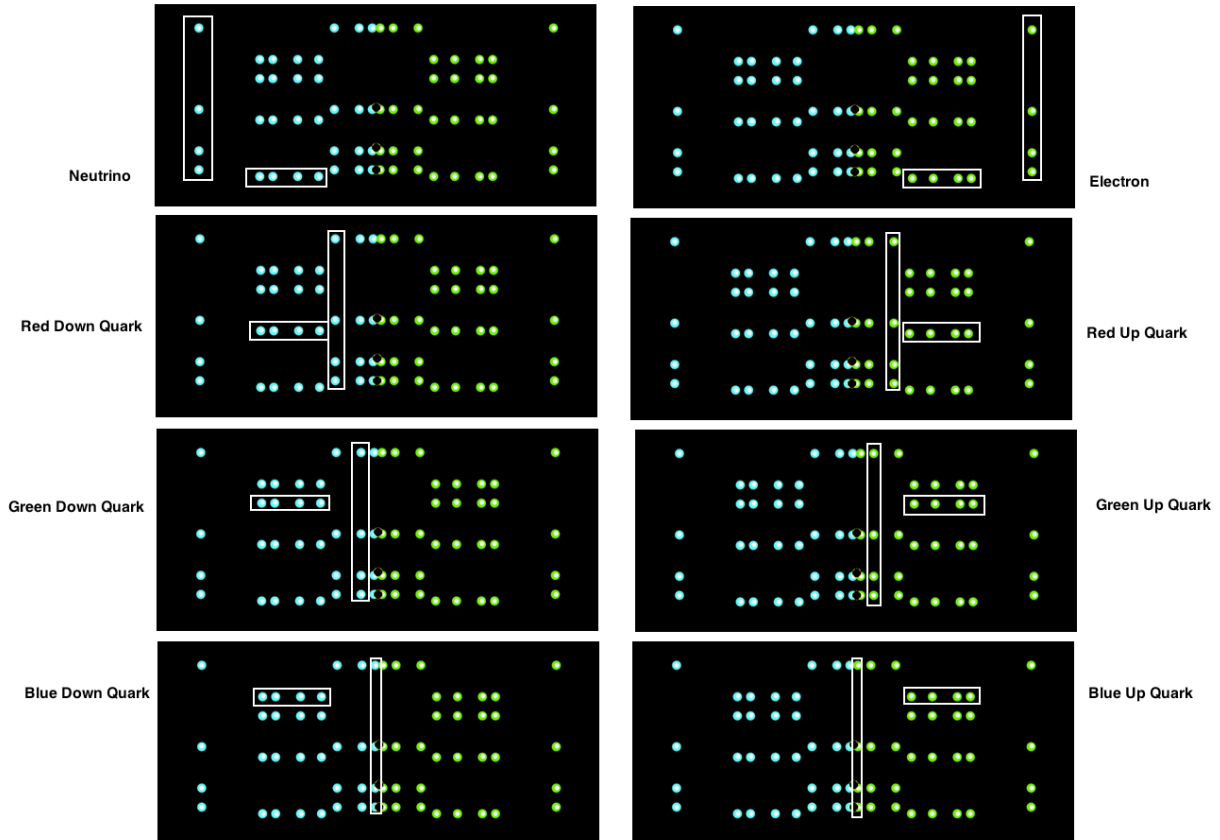 Neutrino
Electron
Red Down Quark
Red Up Quark
Green Down Quark
Green Up Quark
Blue Down Quark
Blue Up Quark